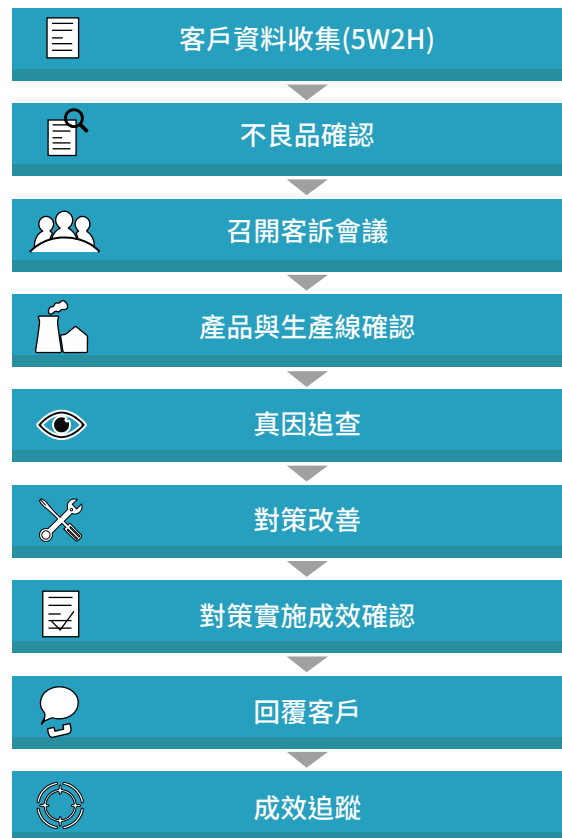 客戶資料收集(5W2H)
不良品確認
召開客訴會議
產品與生產線確認
真因追查
對策改善
對策實施成效確認
回覆客戶
成效追蹤